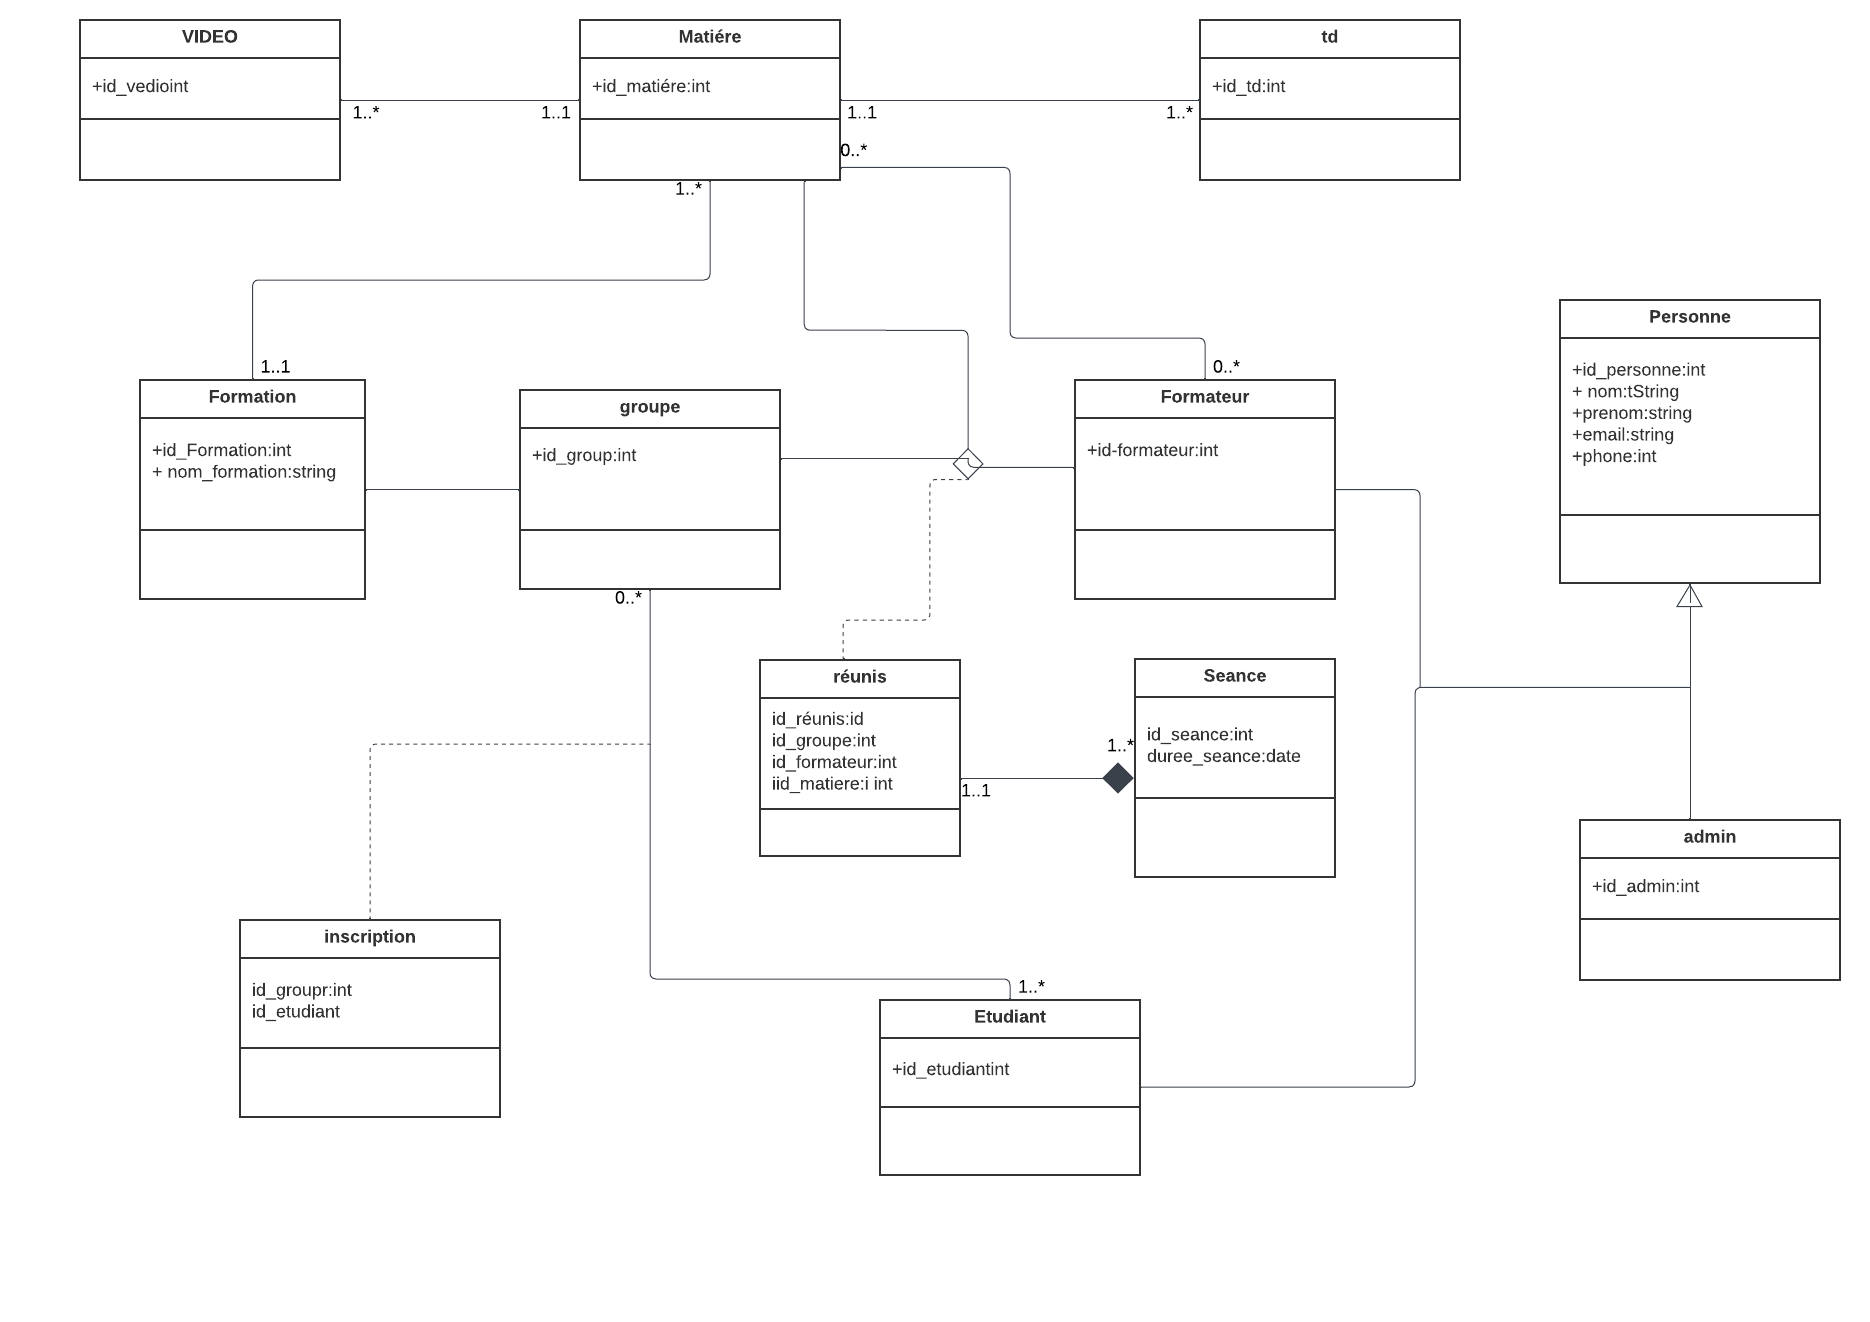 VIDEO
+id_vedioint
1..*
1..1
Matiére
+id_matiére:int
1..1
1..*
0..*
1..*
td
+id_td:int
1..1
Formation
+id_Formation:int
+ nom_formation:string
groupe
+id_group:int
0..*
0..*
Formateur
+id-formateur:int
Personne
+id_personne:int
+ nom:tString
+prenom:string
+email:string
+phone:int
réunis
id_réunis:id
id_groupe:int
id_formateur:int
iid_matiere:i int
1..1
1..*
Seance
id_seance:int
duree_seance:date
admin
+id_admin:int
inscription
id_groupr:int
id_etudiant
1..*
Etudiant
+id_etudiantint